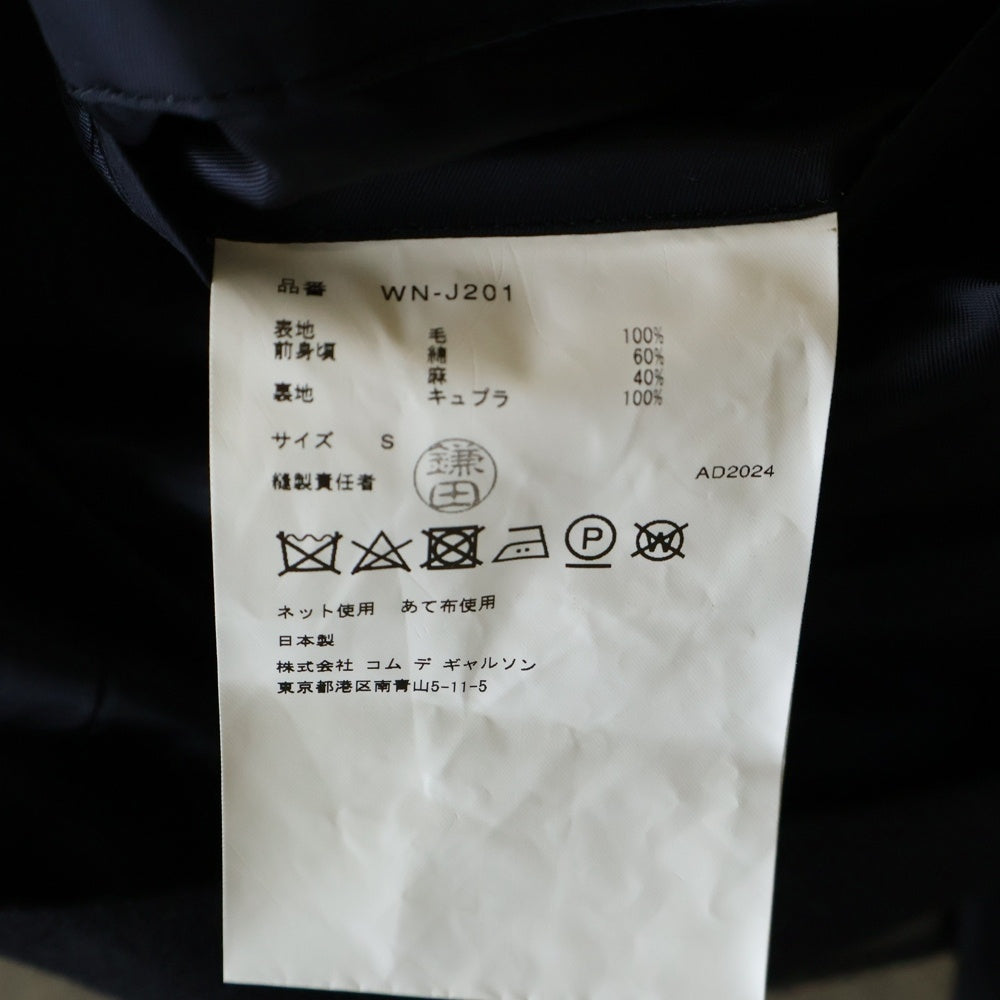 品番 WN-J201
表地 毛 100%
前身頃 綿 60%
麻 40%
裏地 キュプラ 100%
サイズ S
鎌田
縫製責任者
AD2024
P W
ネット使用 あて布使用
日本製
株式会社 コム デ ギャルソン
東京都港区南青山5-11-5